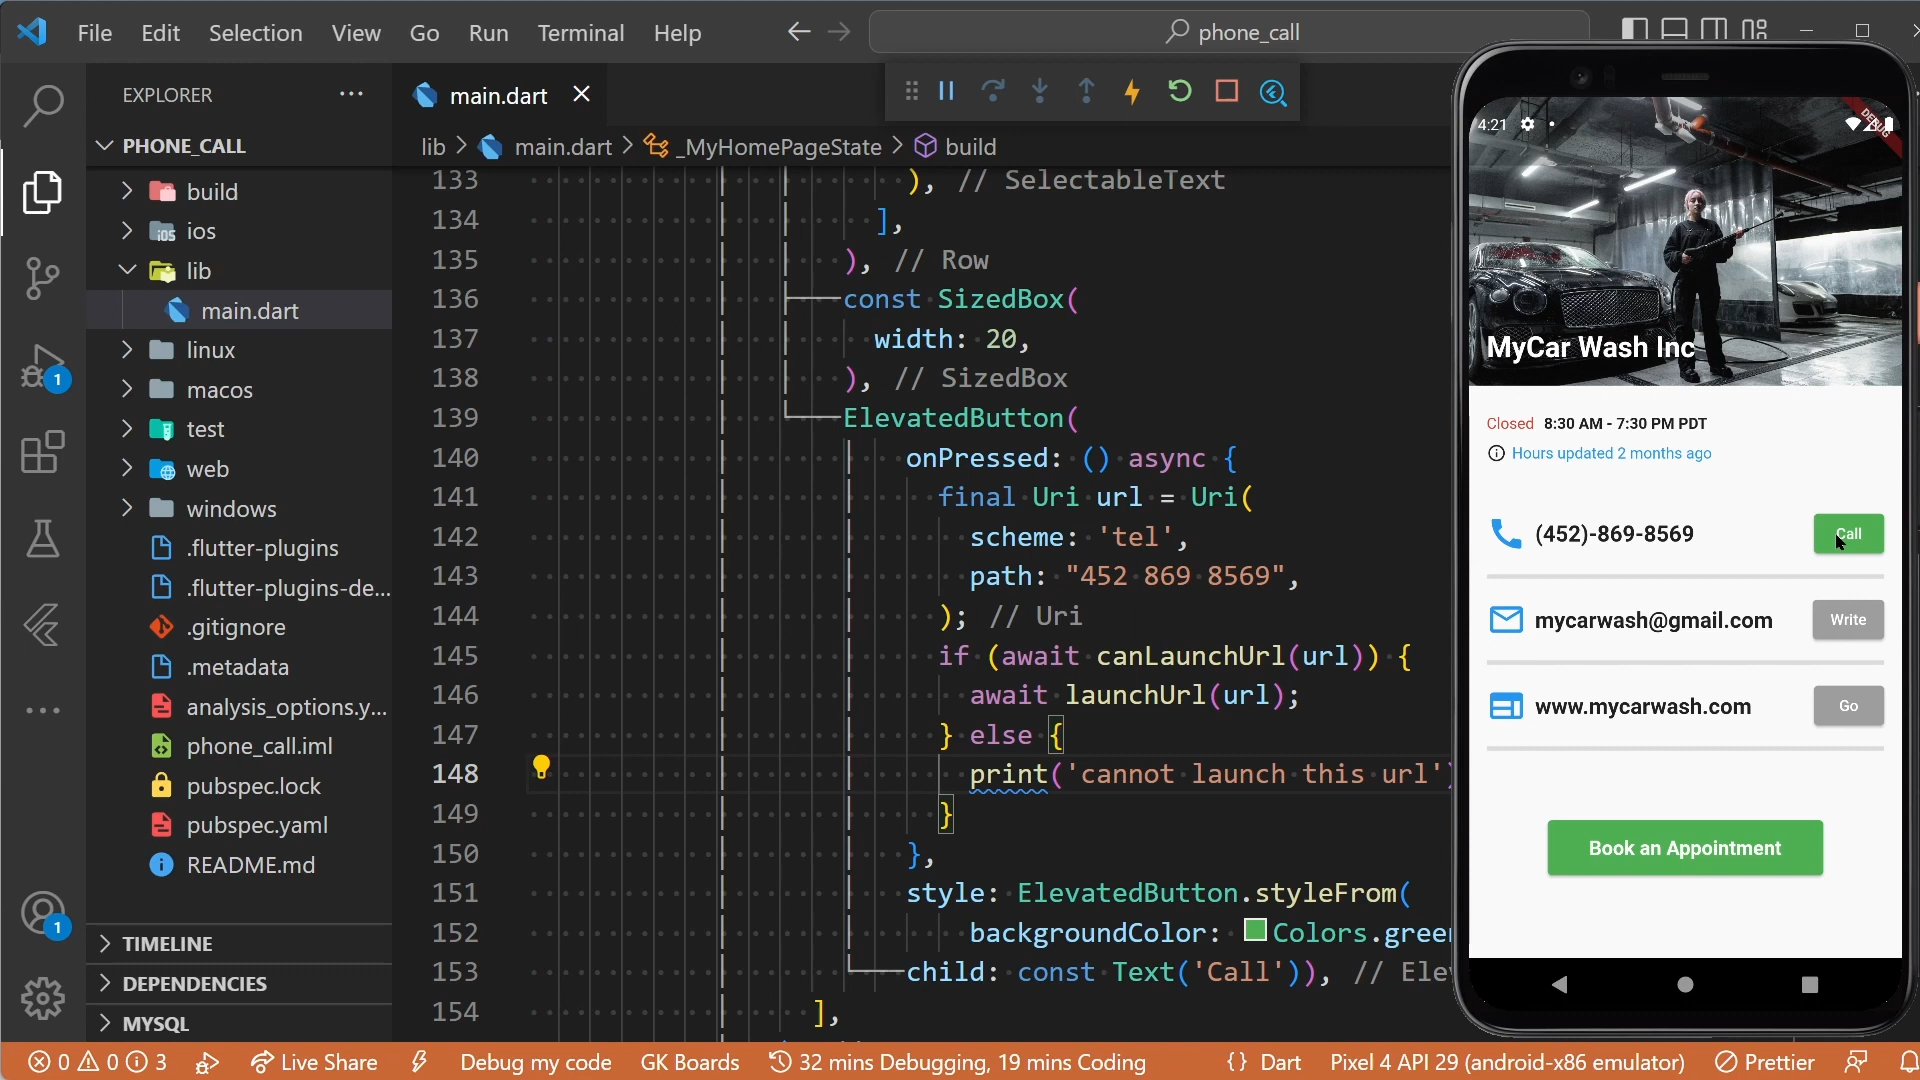 File Edit Selection View Go Run Terminal Help
phone_call
EXPLORER
main.dart
PHONE_CALL
lib > main.dart > _MyHomePageState > build
build
ios
lib
main.dart
linux
macos
test
web
windows
.flutter-plugins
.flutter-plugins-de...
.gitignore
.metadata
analysis_options.y...
phone_call.iml
pubspec.lock
pubspec.yaml
README.md
TIMELINE
DEPENDENCIES
MYSQL
1
1
133 ), // SelectableText
134 ],
135 ), // Row
136 const SizedBox(
137 width: 20,
138 ), // SizedBox
139 ElevatedButton(
140 onPressed: () async {
141 final Uri url = Uri(
142 scheme: 'tel',
143 path: "452 869 8569",
144 ); // Uri
145 if (await canLaunchUrl(url)) {
146 await launchUrl(url);
147 } else {
148 print('cannot launch this url')
149 }
150 },
151 style: ElevatedButton.styleFrom(
152 backgroundColor: Colors.green
153 child: const Text('Call')), // Ele
154 ],
4:21
DEBUG
MyCar Wash Inc
Closed 8:30 AM - 7:30 PM PDT
Hours updated 2 months ago
(452)-869-8569 Call
mycarwash@gmail.com Write
www.mycarwash.com Go
Book an Appointment
0 0 3 Live Share Debug my code GK Boards 32 mins Debugging, 19 mins Coding {} Dart Pixel 4 API 29 (android-x86 emulator) Prettier